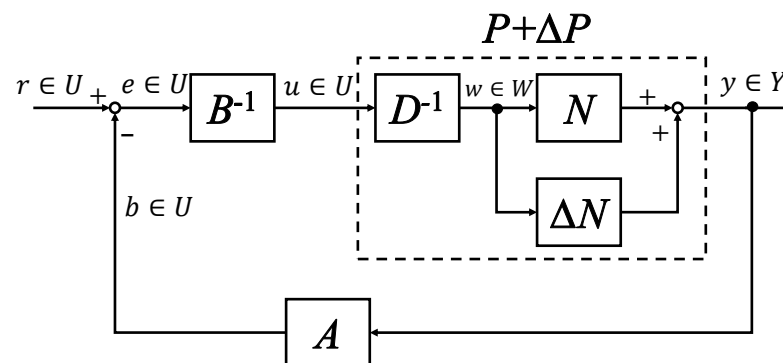 P+ΔP
r ∈ U + e ∈ U B⁻¹ u ∈ U D⁻¹ w ∈ W N + y ∈ Y
−
+
b ∈ U
ΔN
A